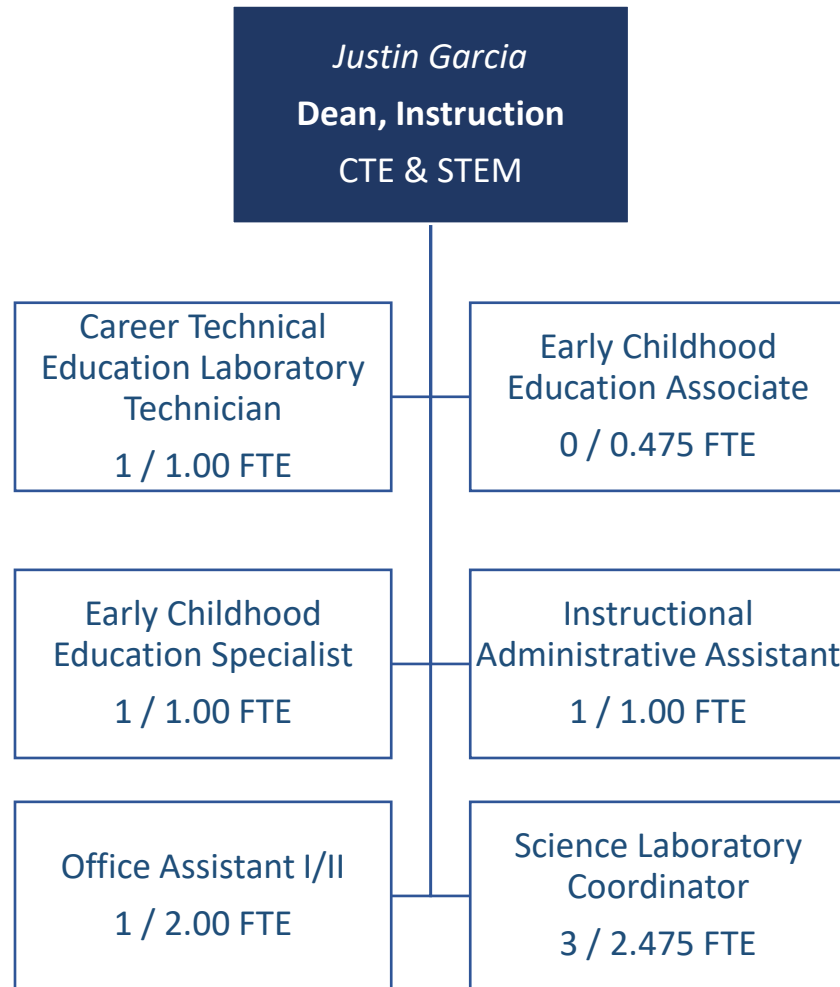 Justin Garcia
Dean, Instruction
CTE & STEM
Career Technical
Education Laboratory
Technician
1 / 1.00 FTE
Early Childhood
Education Associate
0 / 0.475 FTE
Early Childhood
Education Specialist
1 / 1.00 FTE
Instructional
Administrative Assistant
1 / 1.00 FTE
Office Assistant I/II
1 / 2.00 FTE
Science Laboratory
Coordinator
3 / 2.475 FTE